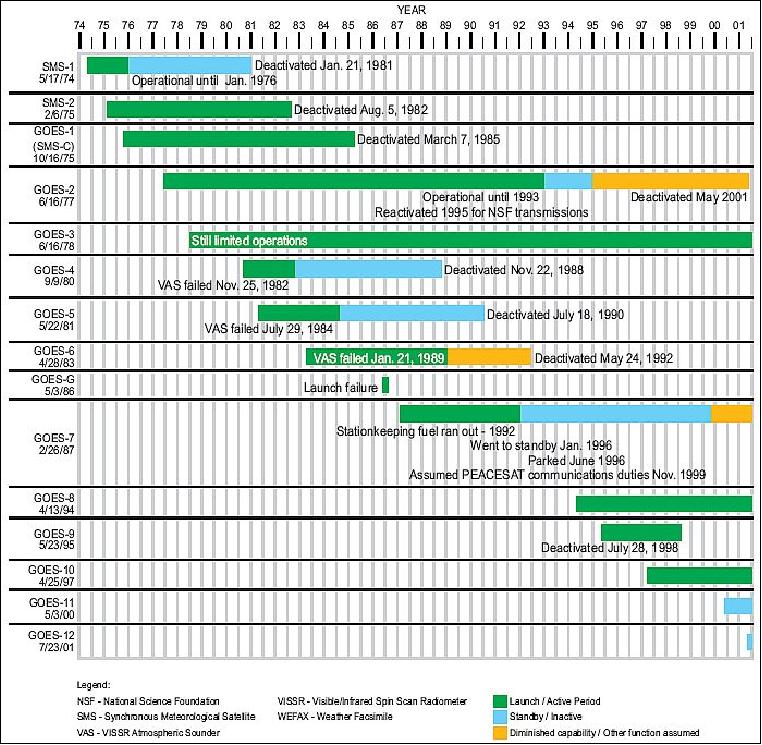 YEAR
74 75 76 77 78 79 80 81 82 83 84 85 86 87 88 89 90 91 92 93 94 95 96 97 98 99 00 01
SMS-1
5/17/74
Deactivated Jan. 21, 1981
Operational until Jan. 1976
SMS-2
2/6/75
Deactivated Aug. 5, 1982
GOES-1
(SMS-C)
10/16/75
Deactivated March 7, 1985
GOES-2
6/16/77
Operational until 1993
Deactivated May 2001
Reactivated 1995 for NSF transmissions
GOES-3
6/16/78
Still limited operations
GOES-4
9/9/80
Deactivated Nov. 22, 1988
VAS failed Nov. 25, 1982
GOES-5
5/22/81
Deactivated July 18, 1990
VAS failed July 29, 1984
GOES-6
4/28/83
VAS failed Jan. 21, 1989
Deactivated May 24, 1992
GOES-G
5/3/86
Launch failure
GOES-7
2/26/87
Stationkeeping fuel ran out - 1992
Went to standby Jan. 1996
Parked June 1996
Assumed PEACESAT communications duties Nov. 1999
GOES-8
4/13/94
GOES-9
5/23/95
Deactivated July 28, 1998
GOES-10
4/25/97
GOES-11
5/3/00
GOES-12
7/23/01
Legend:
NSF - National Science Foundation
SMS - Synchronous Meteorological Satellite
VAS - VISSR Atmospheric Sounder
VISSR - Visible/Infrared Spin Scan Radiometer
WEFAX - Weather Facsimile
Launch / Active Period
Standby / Inactive
Diminished capability / Other function assumed